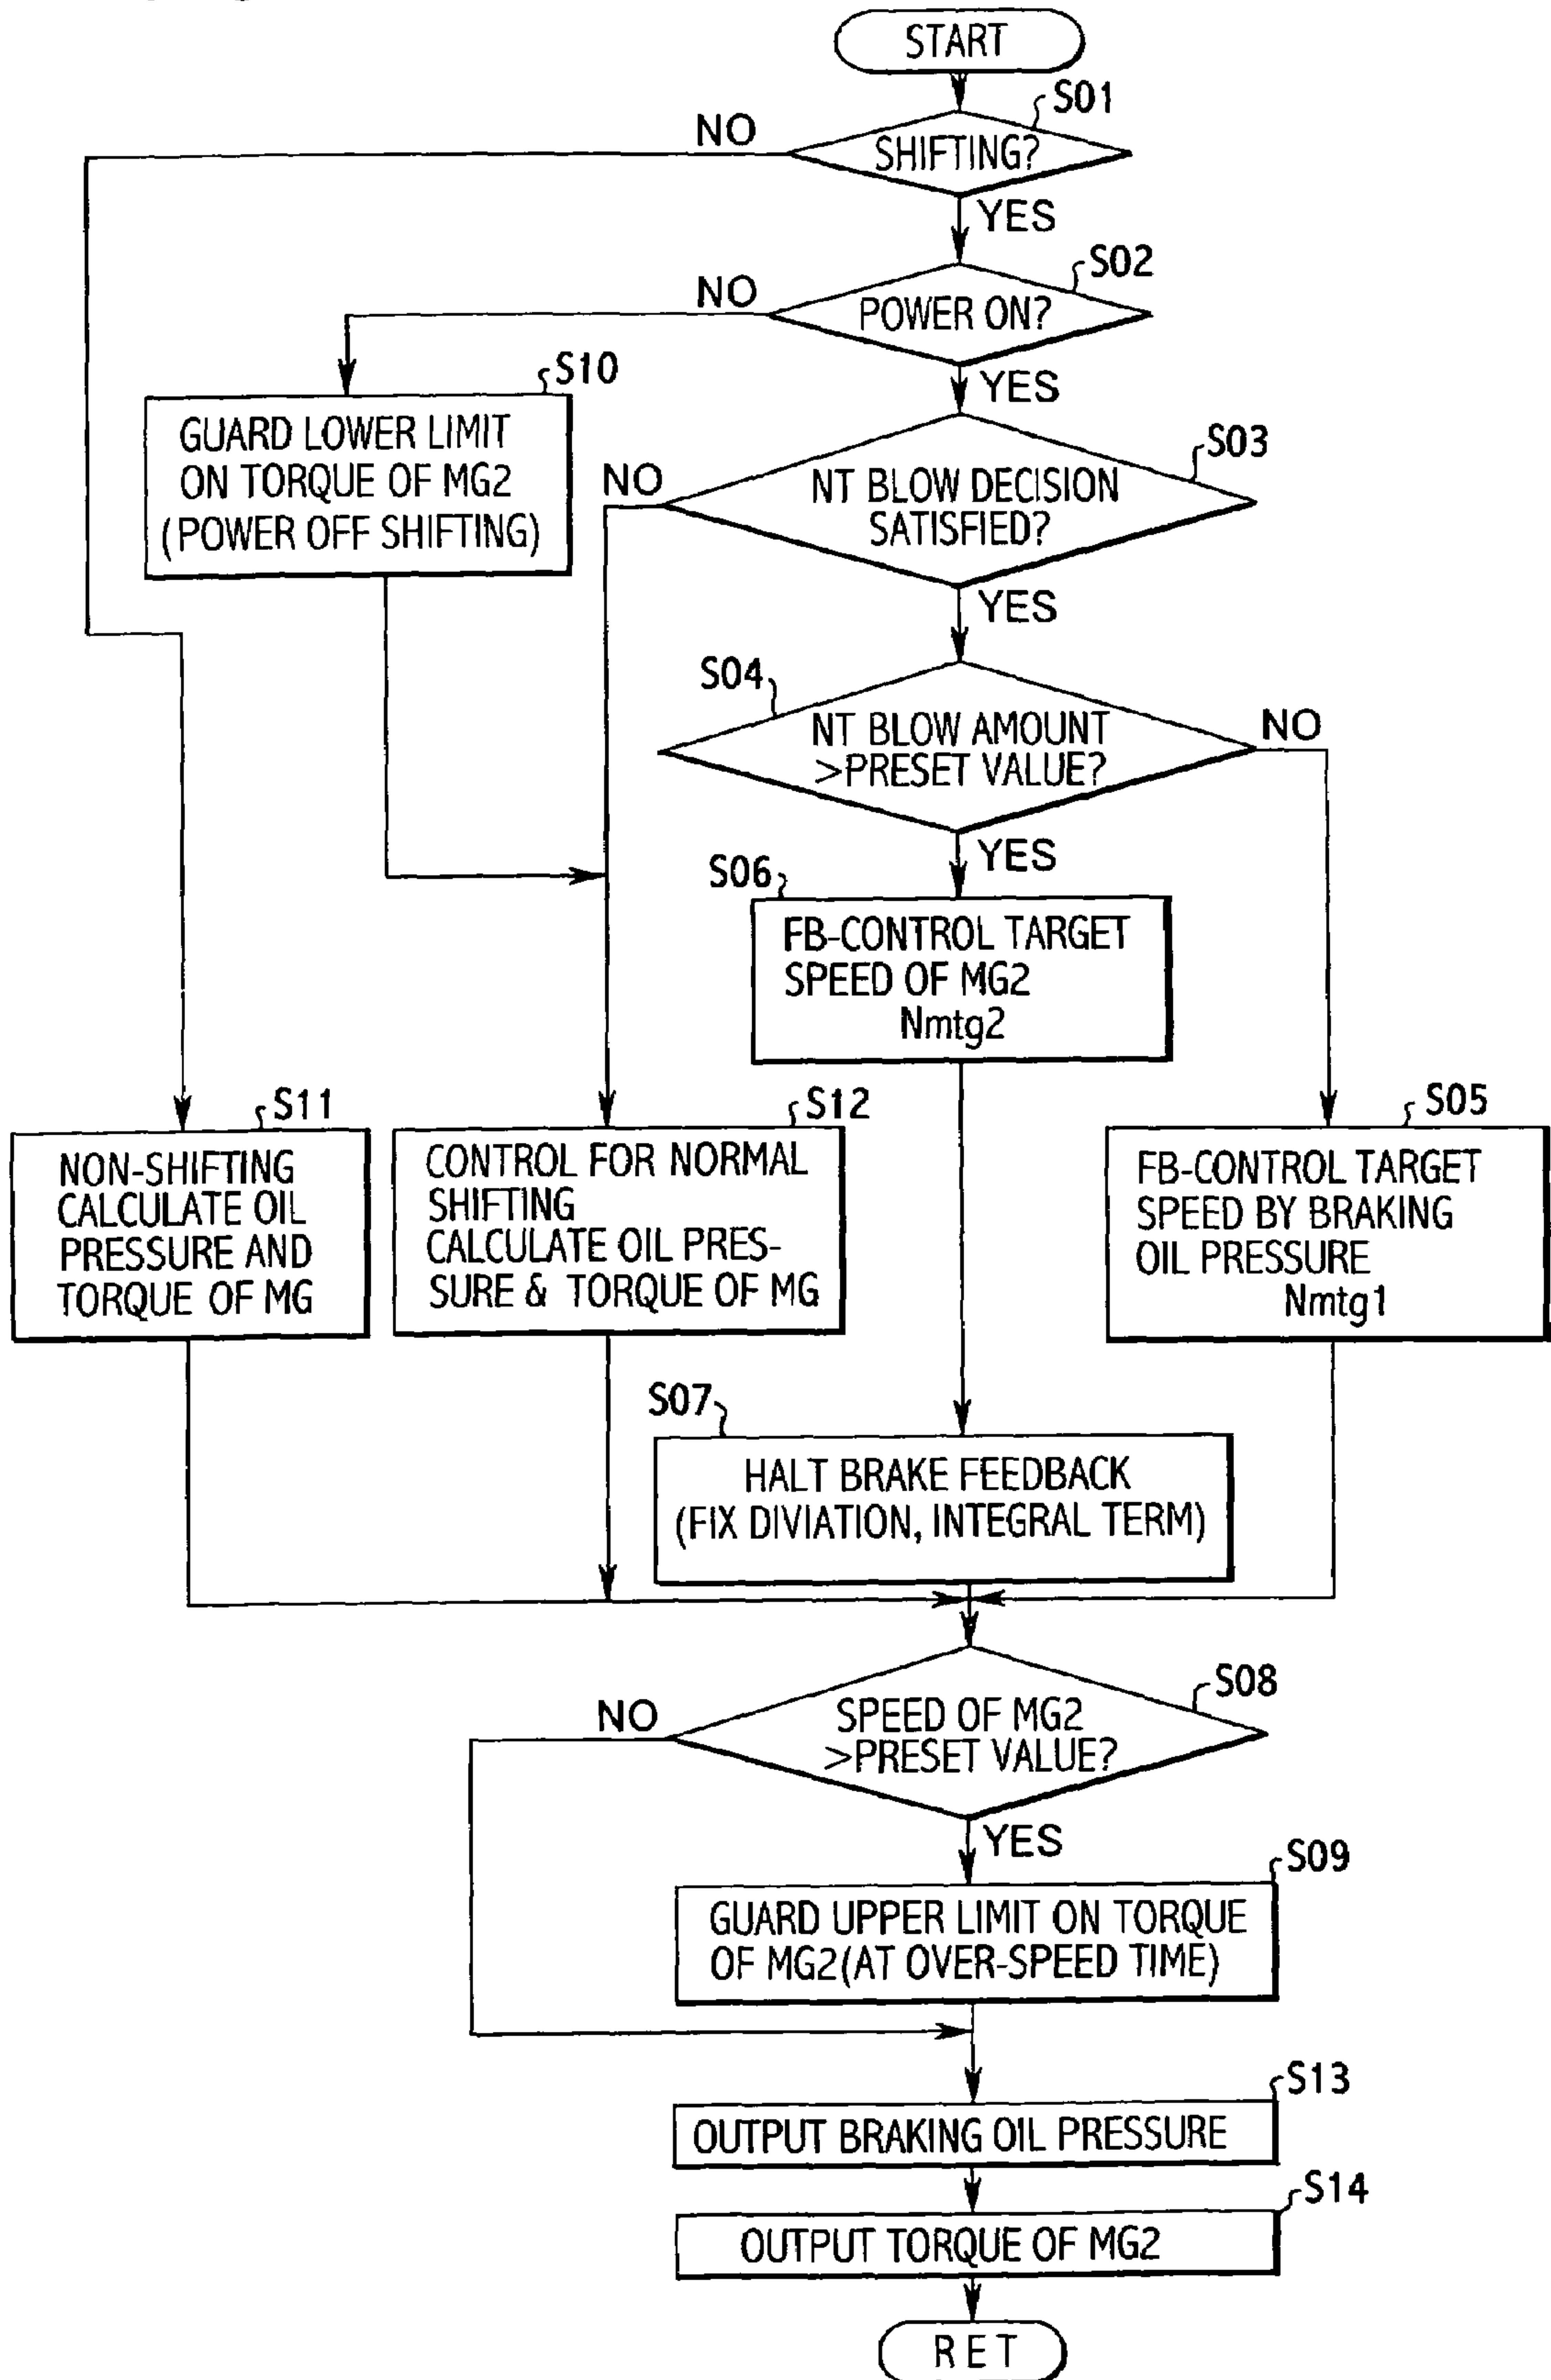 START
S01
NO
SHIFTING?
YES
S02
NO
POWER ON?
YES
S10
GUARD LOWER LIMIT
ON TORQUE OF MG2
(POWER OFF SHIFTING)
S03
NO
NT BLOW DECISION
SATISFIED?
YES
S04
NT BLOW AMOUNT
>PRESET VALUE?
NO
YES
S06
FB-CONTROL TARGET
SPEED OF MG2
Nmtg2
S11
NON-SHIFTING
CALCULATE OIL
PRESSURE AND
TORQUE OF MG
S12
CONTROL FOR NORMAL
SHIFTING
CALCULATE OIL PRES-
SURE & TORQUE OF MG
S05
FB-CONTROL TARGET
SPEED BY BRAKING
OIL PRESSURE
Nmtg1
S07
HALT BRAKE FEEDBACK
(FIX DIVIATION, INTEGRAL TERM)
S08
NO
SPEED OF MG2
>PRESET VALUE?
YES
S09
GUARD UPPER LIMIT ON TORQUE
OF MG2(AT OVER-SPEED TIME)
S13
OUTPUT BRAKING OIL PRESSURE
S14
OUTPUT TORQUE OF MG2
RET